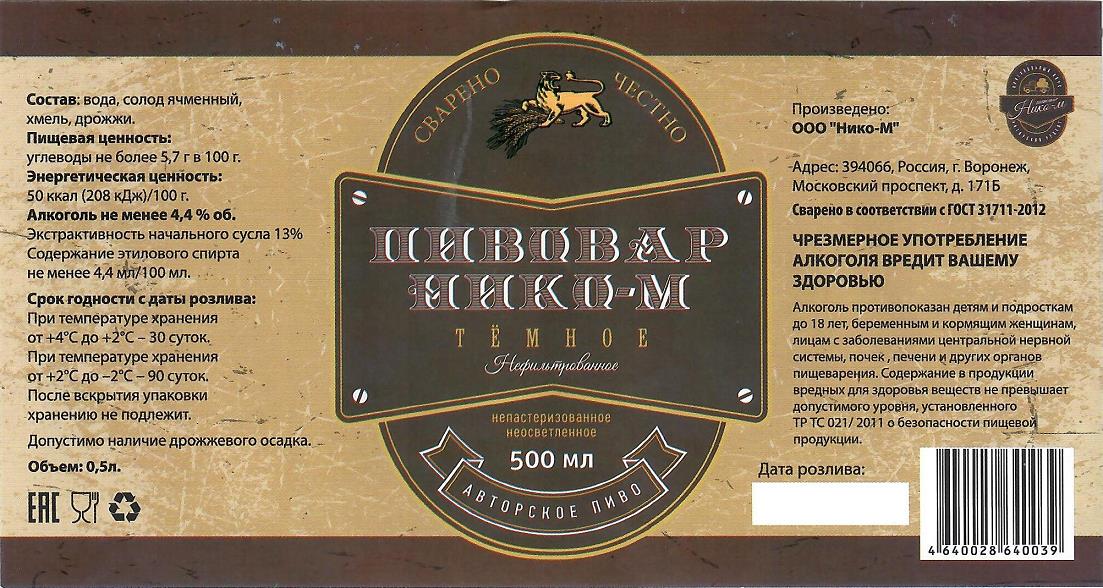 Состав: вода, солод ячменный,
хмель, дрожжи.
Пищевая ценность:
углеводы не более 5,7 г в 100 г.
Энергетическая ценность:
50 ккал (208 кДж)/100 г.
Алкоголь не менее 4,4 % об.
Экстрактивность начального сусла 13%
Содержание этилового спирта
не менее 4,4 мл/100 мл.
Срок годности с даты розлива:
При температуре хранения
от +4°С до +2°С – 30 суток.
При температуре хранения
от +2°С до –2°С – 90 суток.
После вскрытия упаковки
хранению не подлежит.
Допустимо наличие дрожжевого осадка.
Объем: 0,5л.
ЕАС
СВАРЕНО ЧЕСТНО
ПИВОВАР
НИКО-М
ТЁМНОЕ
Нефильтрованное
непастеризованное
неосветленное
500 мл
АВТОРСКОЕ ПИВО
Нико-м
Произведено:
ООО "Нико-М"
Адрес: 394066, Россия, г. Воронеж,
Московский проспект, д. 171Б
Сварено в соответствии с ГОСТ 31711-2012
ЧРЕЗМЕРНОЕ УПОТРЕБЛЕНИЕ
АЛКОГОЛЯ ВРЕДИТ ВАШЕМУ
ЗДОРОВЬЮ
Алкоголь противопоказан детям и подросткам
до 18 лет, беременным и кормящим женщинам,
лицам с заболеваниями центральной нервной
системы, почек , печени и других органов
пищеварения. Содержание в продукции
вредных для здоровья веществ не превышает
допустимого уровня, установленного
ТР ТС 021/ 2011 о безопасности пищевой
продукции.
Дата розлива:
4 640028 640039